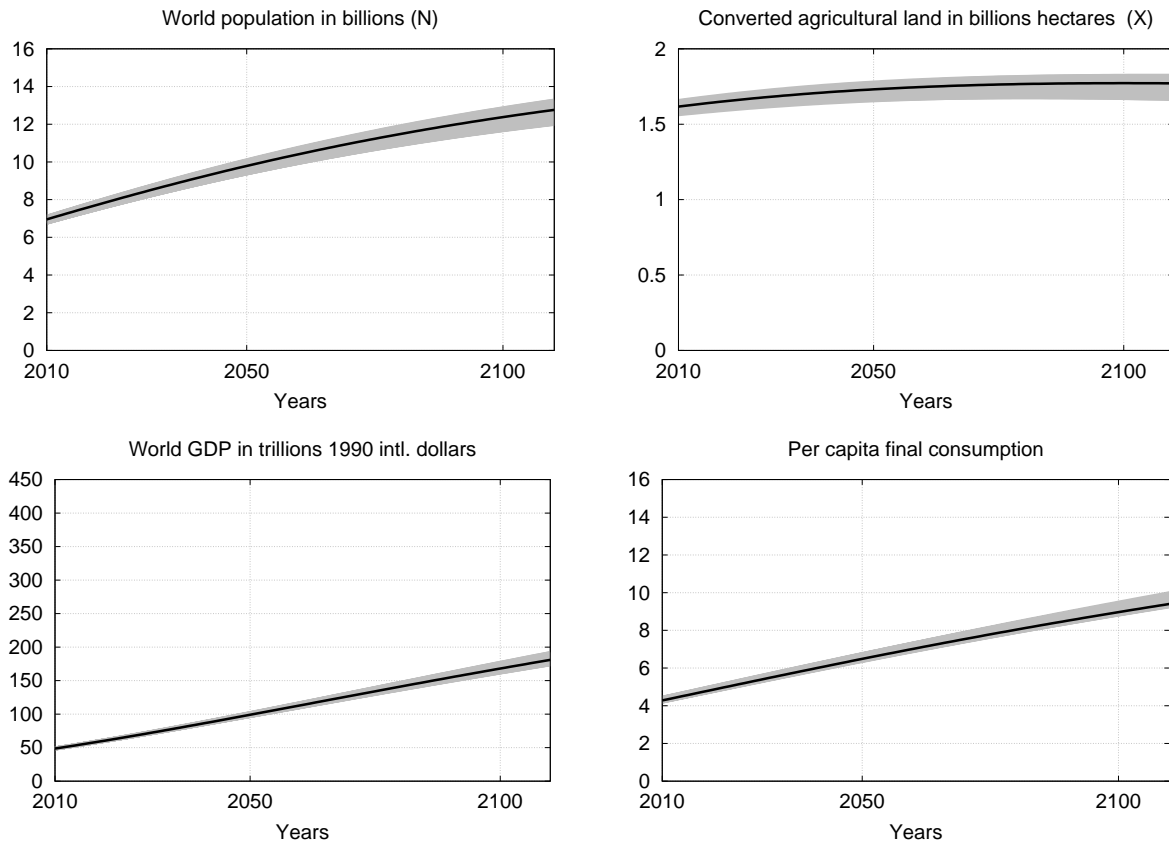 World population in billions (N)
16
14
12
10
8
6
4
2
0
2010 2050 2100
Years
Converted agricultural land in billions hectares (X)
2
1.5
1
0.5
0
2010 2050 2100
Years
World GDP in trillions 1990 intl. dollars
450
400
350
300
250
200
150
100
50
0
2010 2050 2100
Years
Per capita final consumption
16
14
12
10
8
6
4
2
0
2010 2050 2100
Years